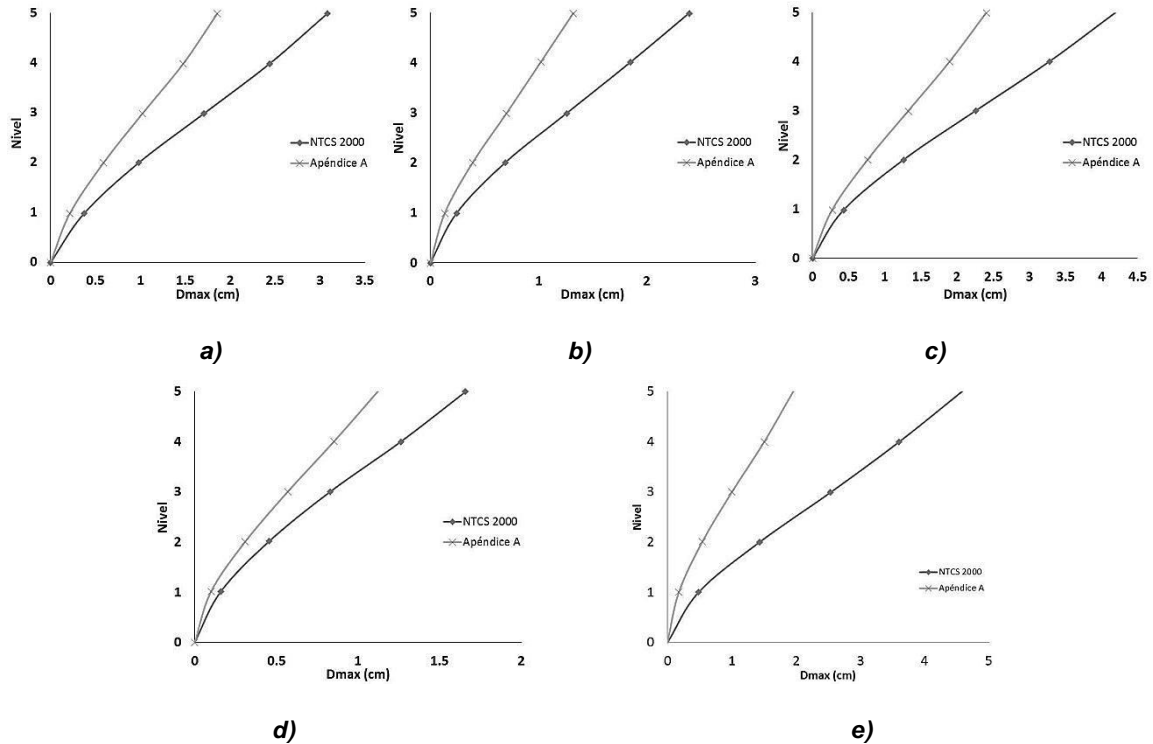 5
4
3
2
1
0
Nivel
0 0.5 1 1.5 2 2.5 3 3.5
Dmax (cm)
NTCS 2000
Apéndice A
a)
5
4
3
2
1
0
Nivel
0 1 2 3
Dmax (cm)
NTCS 2000
Apéndice A
b)
5
4
3
2
1
0
Nivel
0 0.5 1 1.5 2 2.5 3 3.5 4 4.5
Dmax (cm)
NTCS 2000
Apéndice A
c)
5
4
3
2
1
0
Nivel
0 0.5 1 1.5 2
Dmax (cm)
NTCS 2000
Apéndice A
d)
5
4
3
2
1
0
Nivel
0 1 2 3 4 5
Dmax (cm)
NTCS 2000
Apéndice A
e)